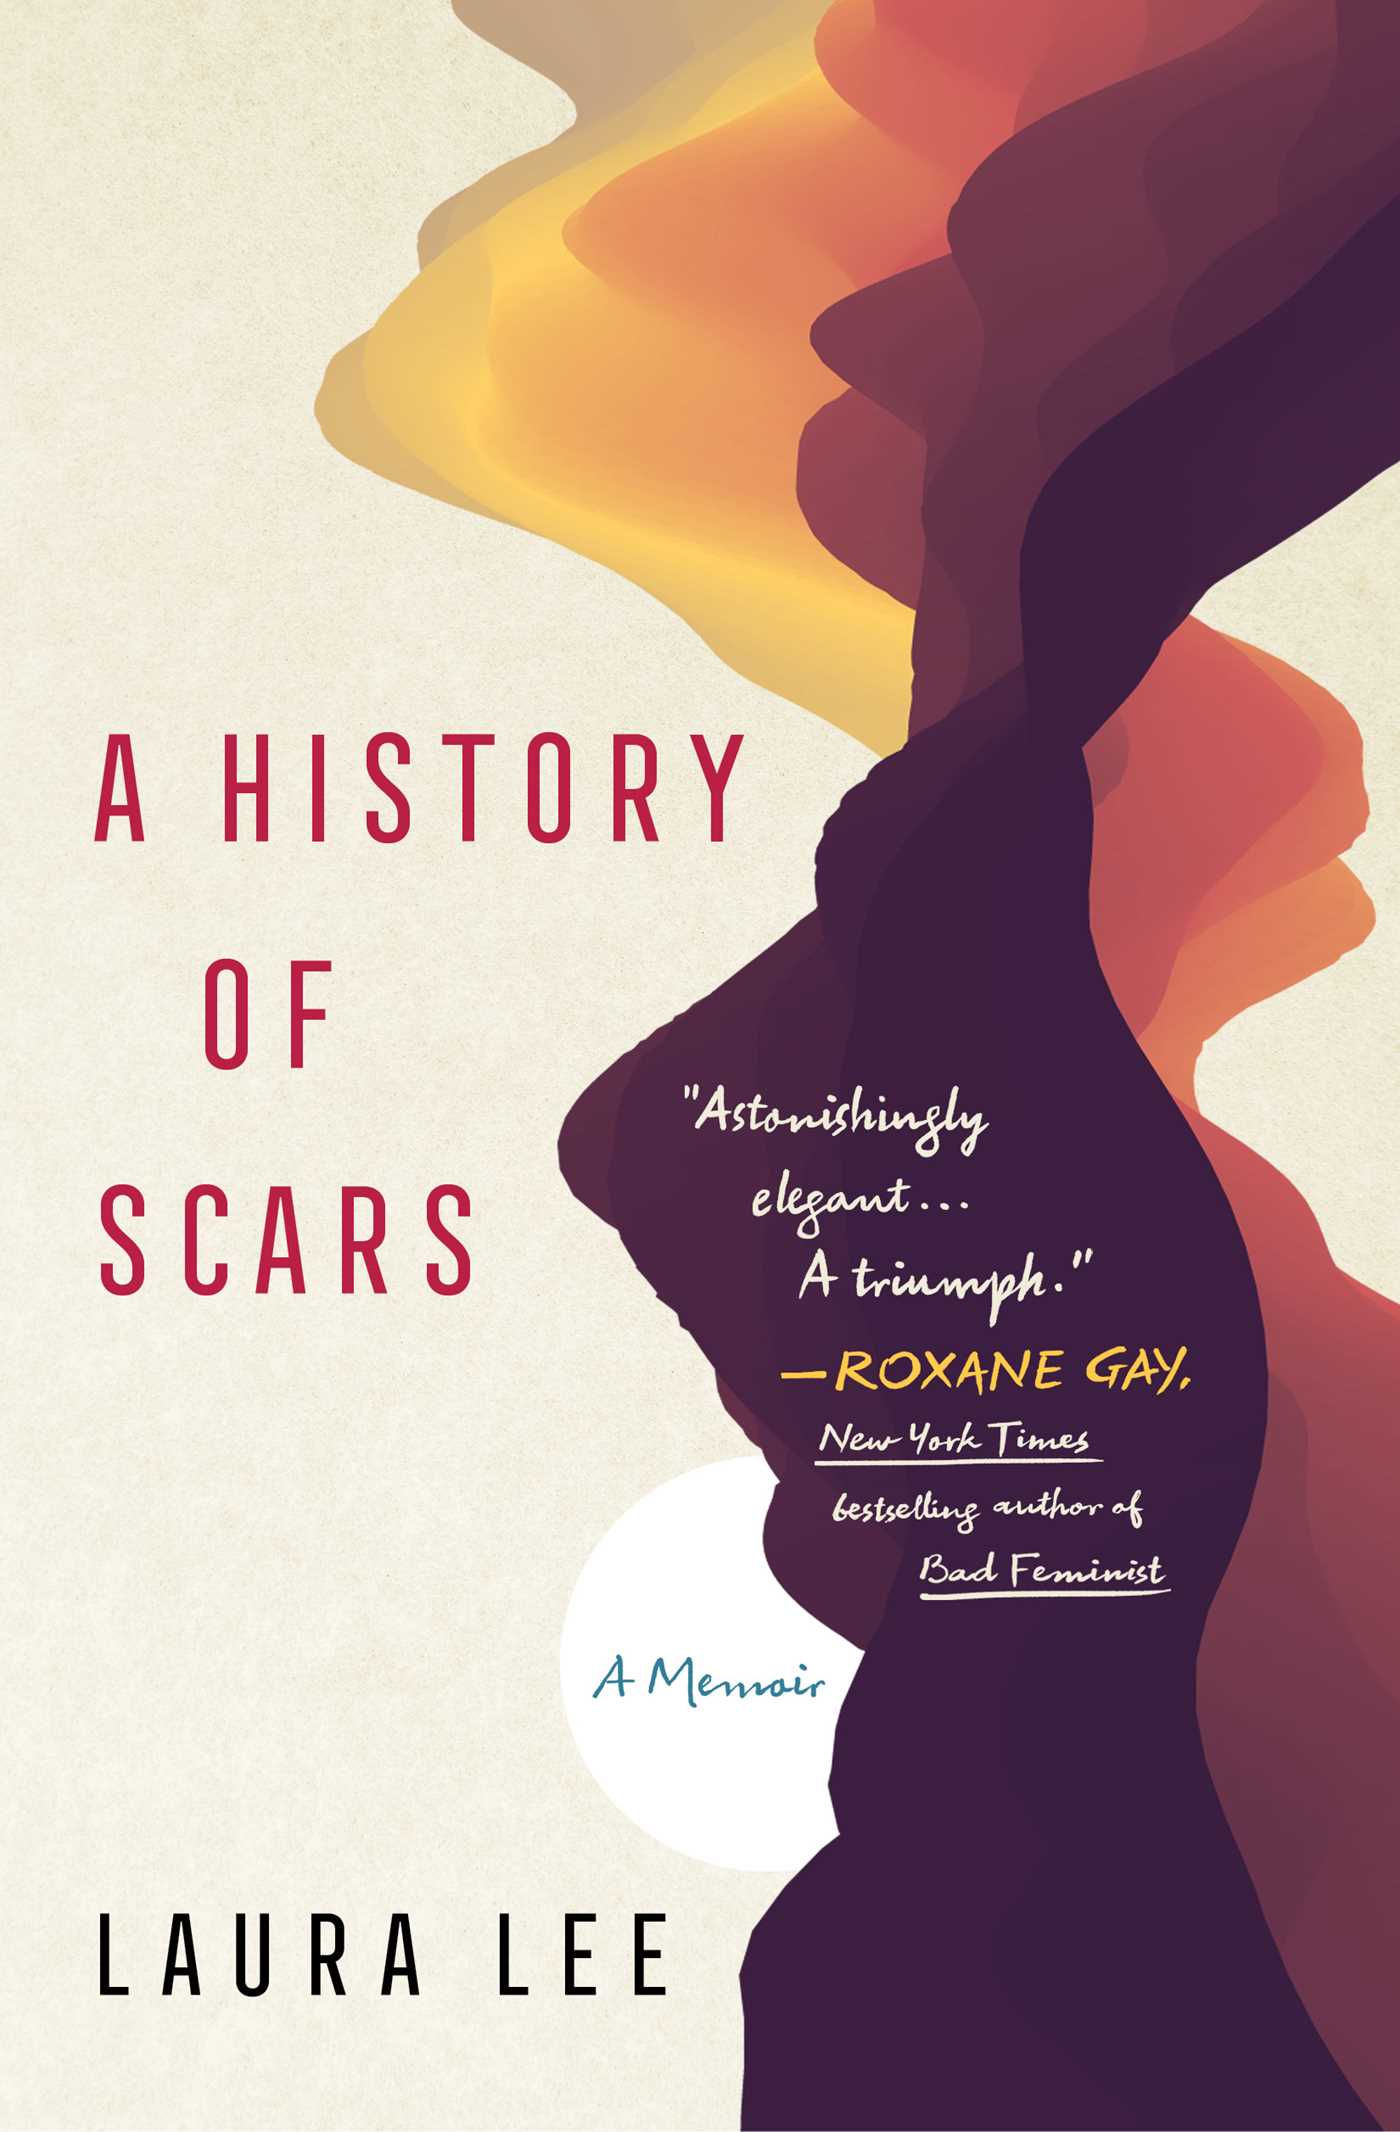 A HISTORY
OF
SCARS
"Astonishingly
elegant...
A triumph."
—ROXANE GAY,
New York Times
bestselling author of
Bad Feminist
A Memoir
LAURA LEE